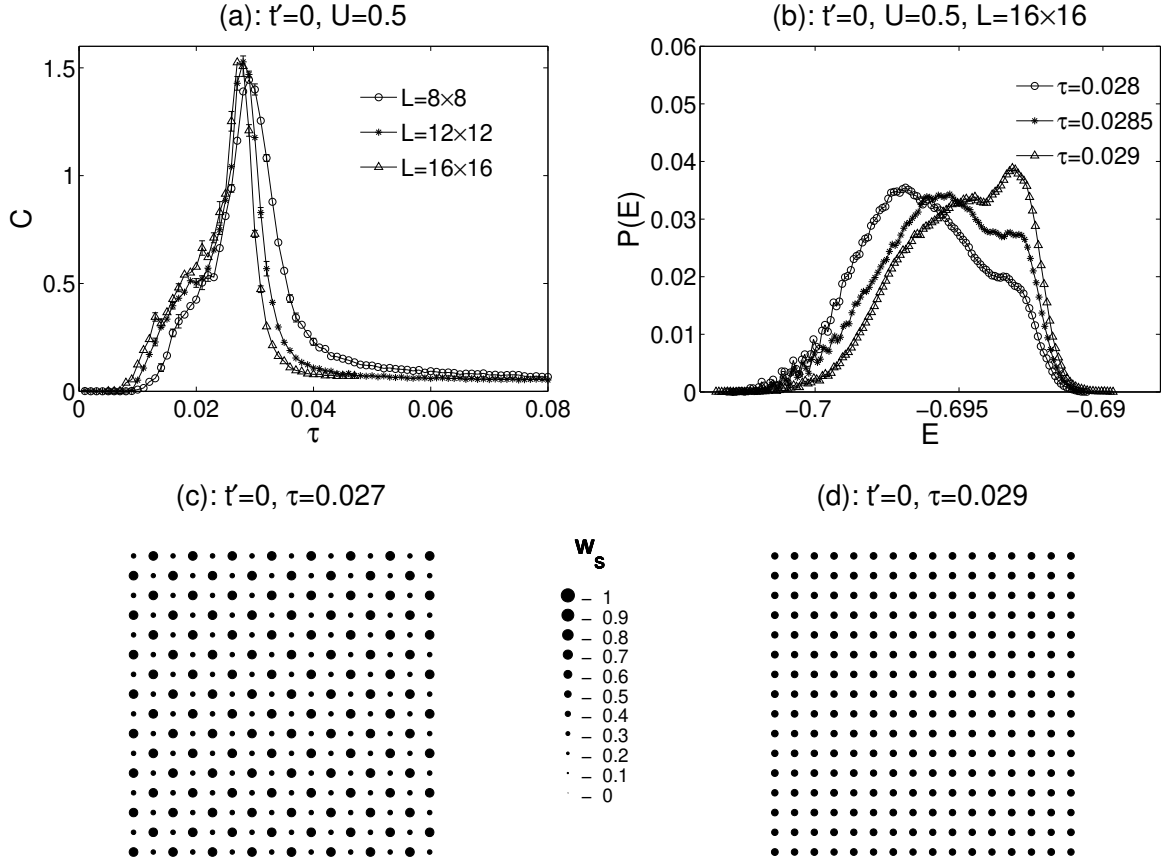 (a): t′=0, U=0.5
C
1.5
1
0.5
0
0
0.02
0.04
0.06
0.08
τ
L=8×8
L=12×12
L=16×16
(b): t′=0, U=0.5, L=16×16
P(E)
0.06
0.05
0.04
0.03
0.02
0.01
0
−0.7
−0.695
−0.69
E
τ=0.028
τ=0.0285
τ=0.029
(c): t′=0, τ=0.027
w_s
– 1
– 0.9
– 0.8
– 0.7
– 0.6
– 0.5
– 0.4
– 0.3
– 0.2
– 0.1
– 0
(d): t′=0, τ=0.029